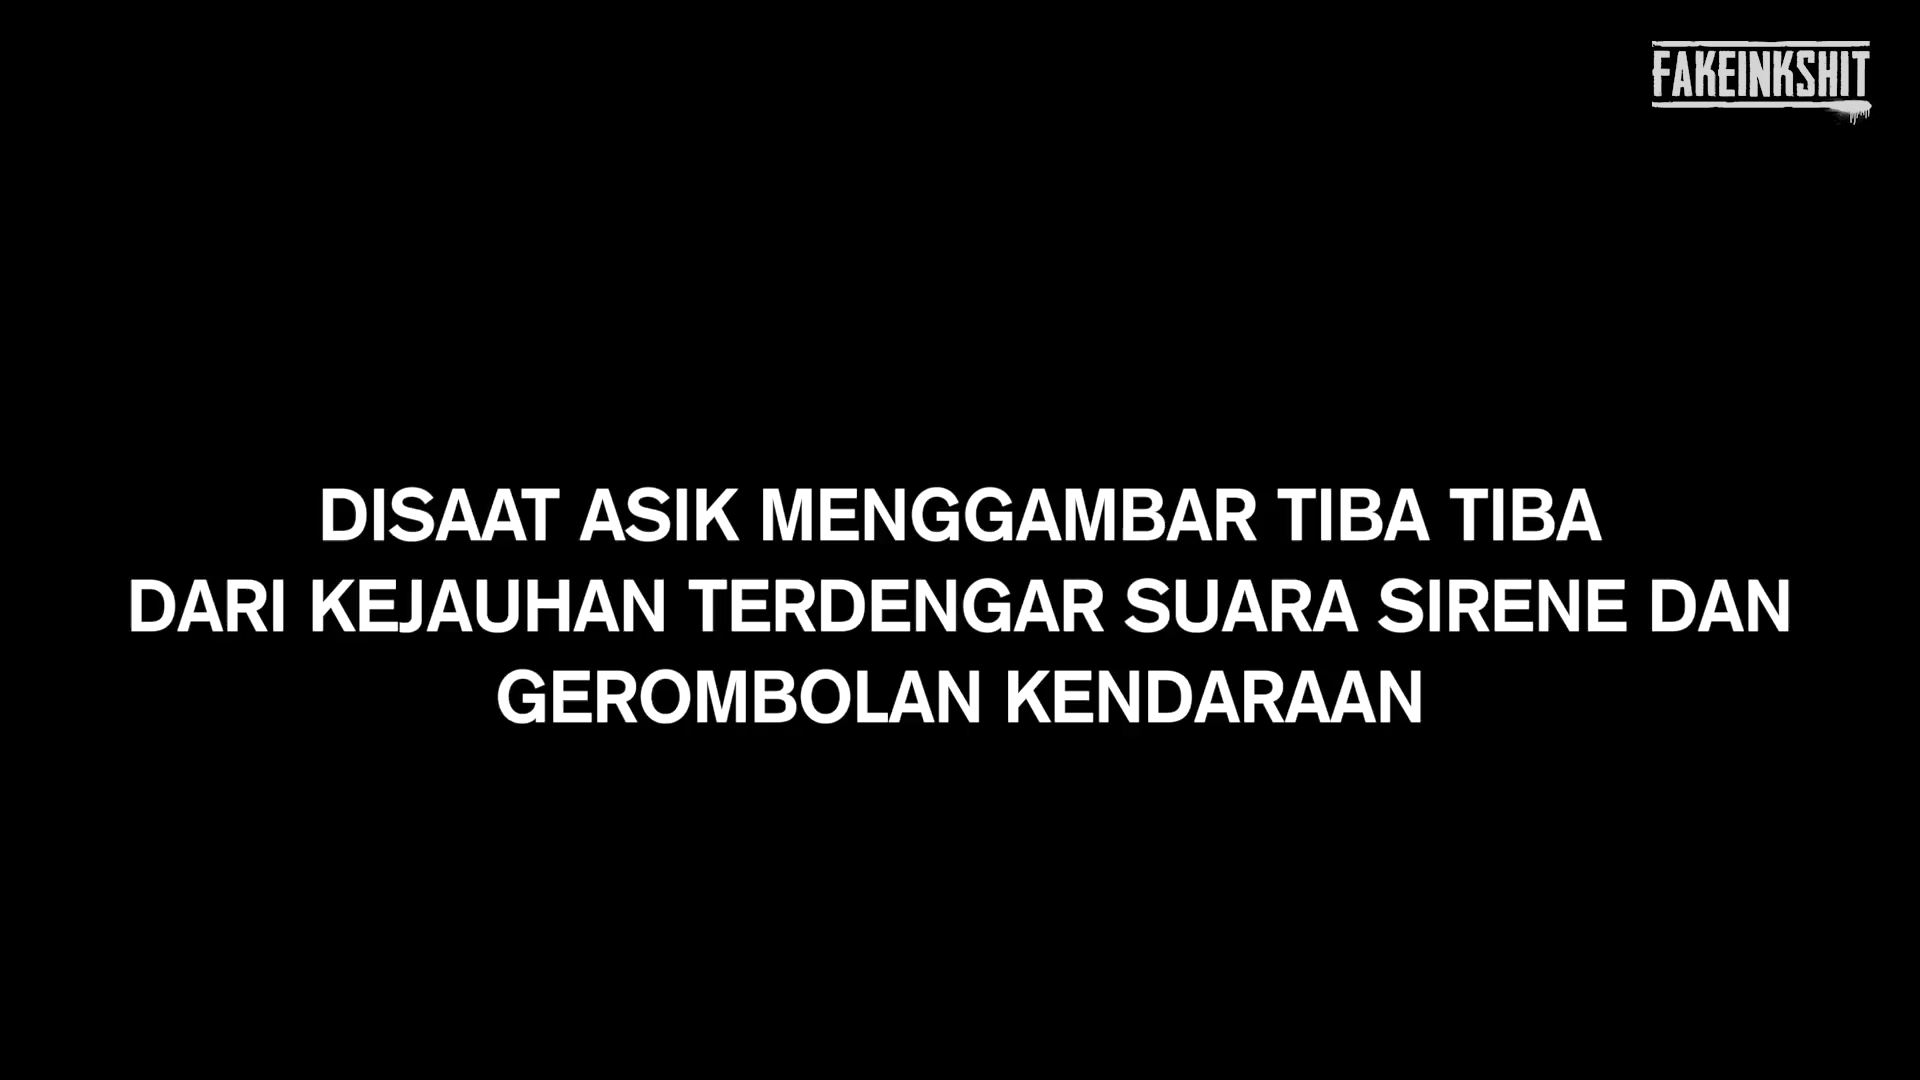 FAKEINKSHIT
DISAAT ASIK MENGGAMBAR TIBA TIBA
DARI KEJAUHAN TERDENGAR SUARA SIRENE DAN
GEROMBOLAN KENDARAAN